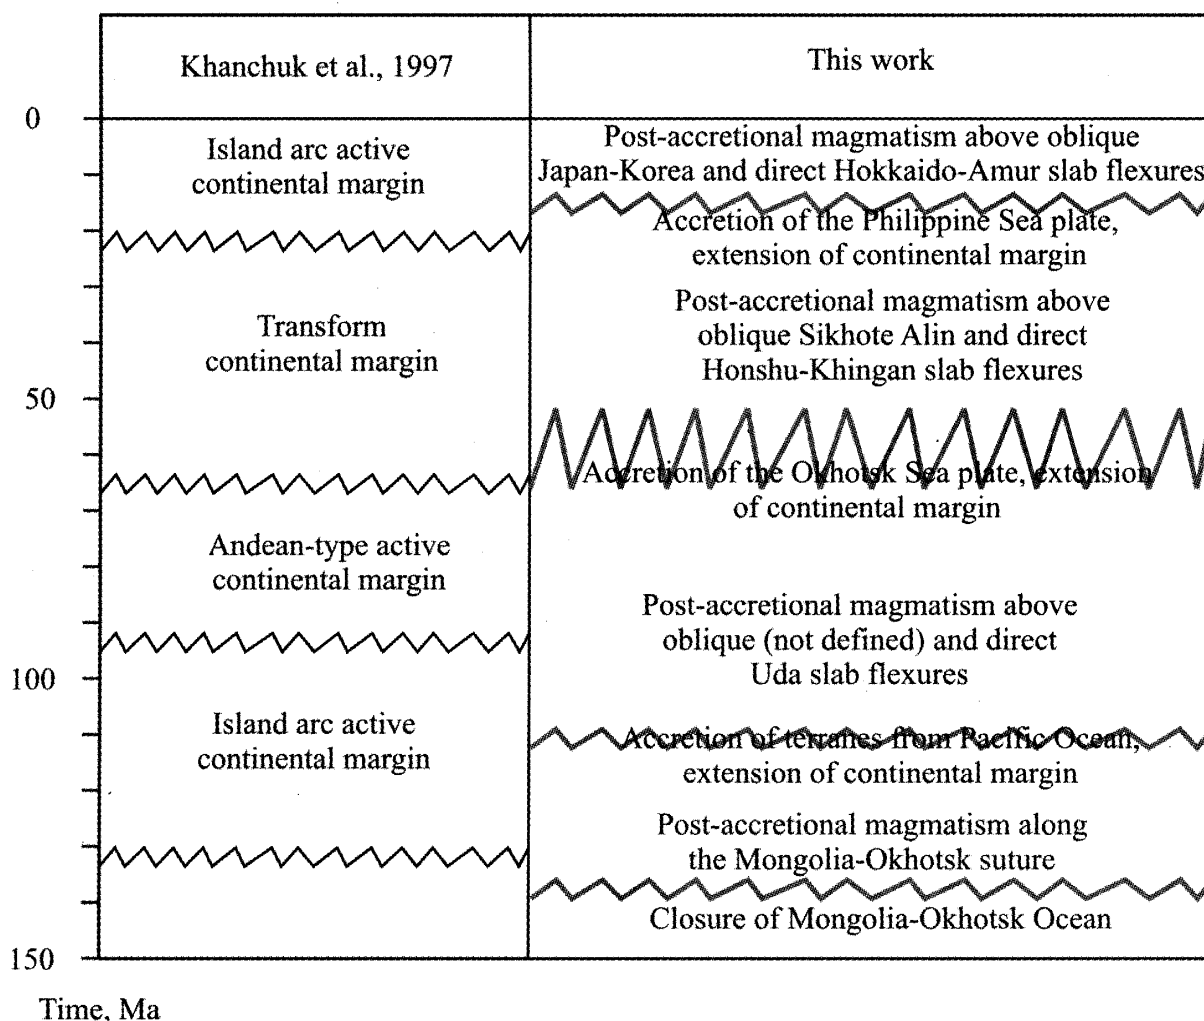 Khanchuk et al., 1997
This work
0
50
100
150
Time, Ma
Island arc active
continental margin
Transform
continental margin
Andean-type active
continental margin
Island arc active
continental margin
Post-accretional magmatism above oblique
Japan-Korea and direct Hokkaido-Amur slab flexures
Accretion of the Philippine Sea plate,
extension of continental margin
Post-accretional magmatism above
oblique Sikhote Alin and direct
Honshu-Khingan slab flexures
Accretion of the Okhotsk Sea plate, extension
of continental margin
Post-accretional magmatism above
oblique (not defined) and direct
Uda slab flexures
Accretion of terranes from Pacific Ocean,
extension of continental margin
Post-accretional magmatism along
the Mongolia-Okhotsk suture
Closure of Mongolia-Okhotsk Ocean